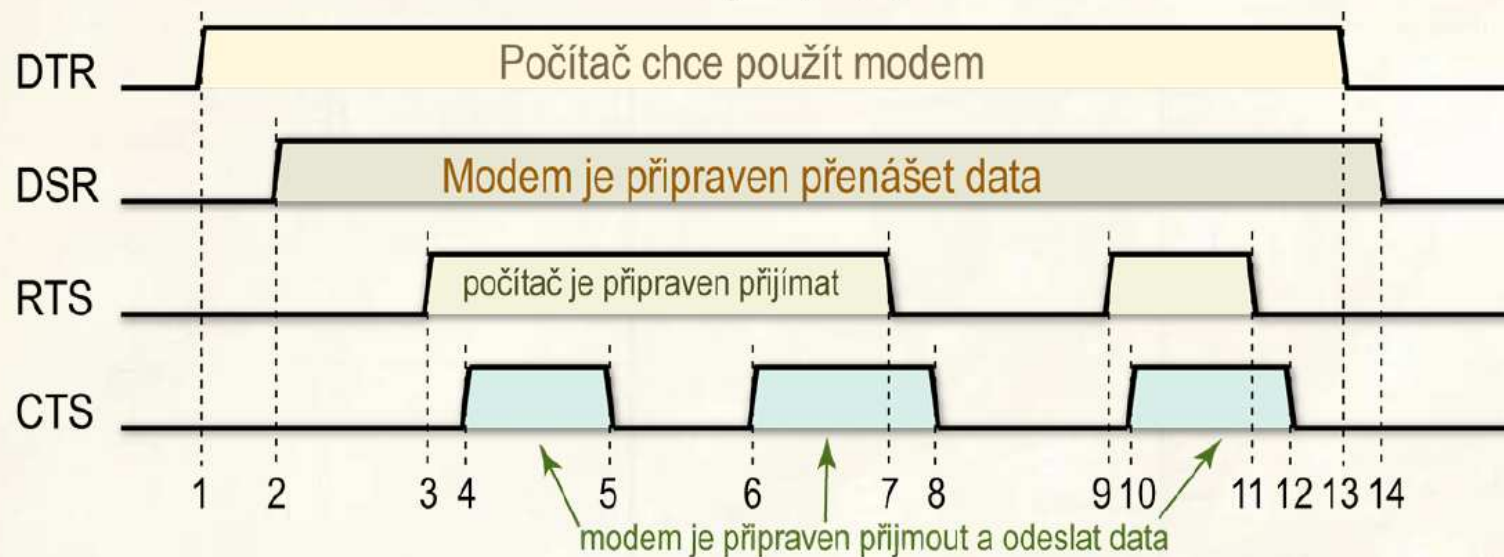 DTR Počítač chce použít modem
DSR Modem je připraven přenášet data
RTS počítač je připraven přijímat
CTS
1 2 3 4 5 6 7 8 9 10 11 12 13 14
modem je připraven přijmout a odeslat data